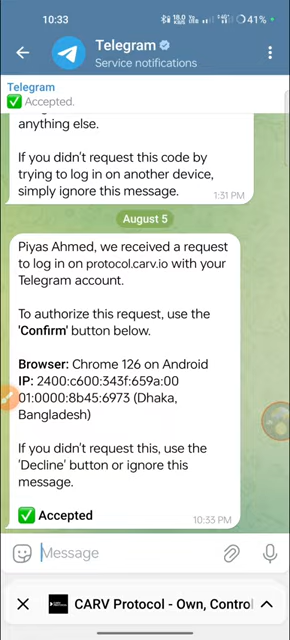 10:33
18.0
KB/s
41%
Telegram
Service notifications
Telegram
✅ Accepted.
anything else.
If you didn't request this code by
trying to log in on another device,
simply ignore this message.
1:31 PM
August 5
Piyas Ahmed, we received a request
to log in on protocol.carv.io with your
Telegram account.
To authorize this request, use the
'Confirm' button below.
Browser: Chrome 126 on Android
IP: 2400:c600:343f:659a:00
01:0000:8b45:6973 (Dhaka,
Bangladesh)
If you didn't request this, use the
'Decline' button or ignore this
message.
✅ Accepted
10:33 PM
Message
CARV Protocol - Own, Control